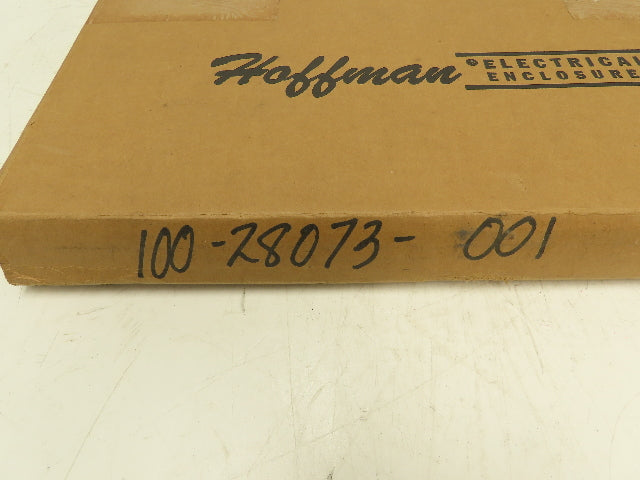 Hoffman® ELECTRICAL
ENCLOSURE
100-28073- 001